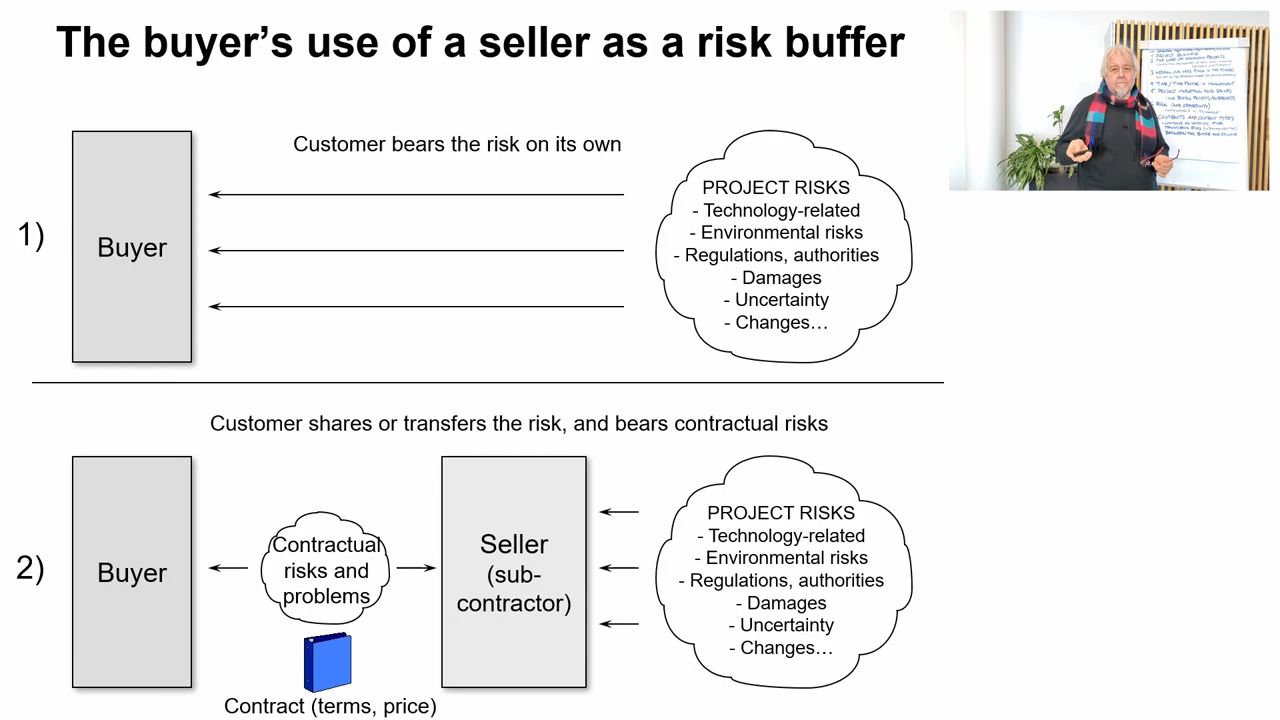 The buyer's use of a seller as a risk buffer
1)
Buyer
Customer bears the risk on its own
PROJECT RISKS
- Technology-related
- Environmental risks
- Regulations, authorities
- Damages
- Uncertainty
- Changes…
Customer shares or transfers the risk, and bears contractual risks
2)
Buyer
Contractual
risks and
problems
Contract (terms, price)
Seller
(sub-
contractor)
PROJECT RISKS
- Technology-related
- Environmental risks
- Regulations, authorities
- Damages
- Uncertainty
- Changes…